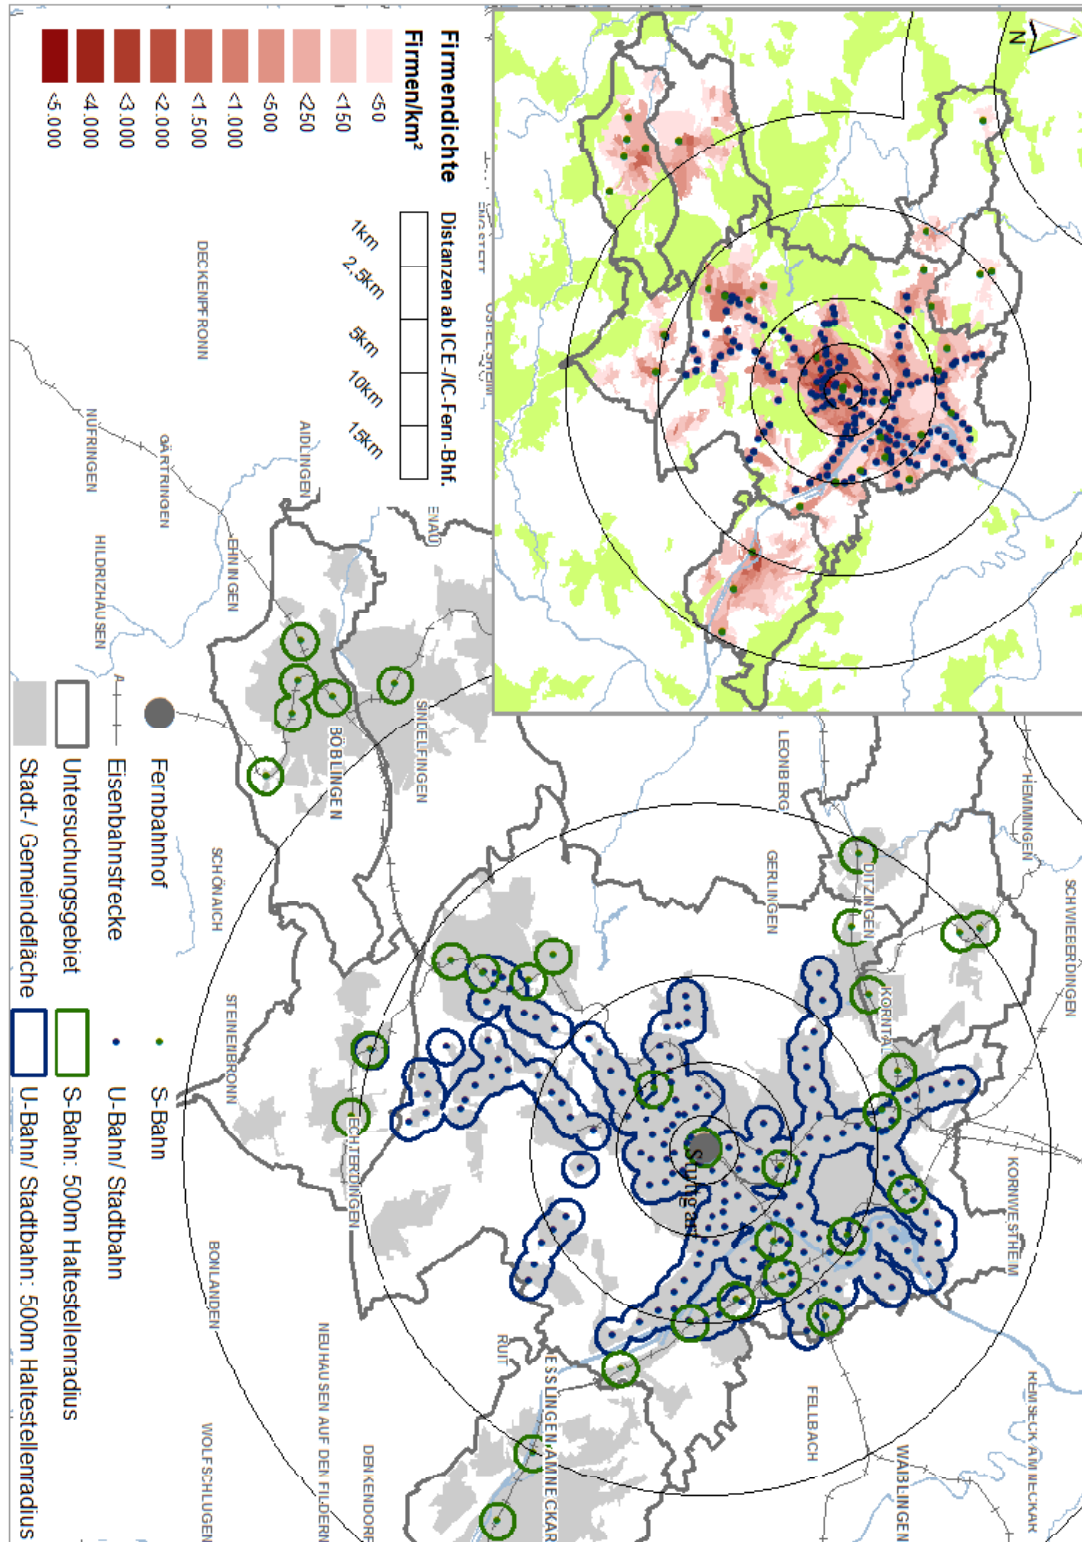 N
Firmendichte
Firmen/km²
<50
<150
<250
<500
<1.000
<1.500
<2.000
<3.000
<4.000
<5.000
Distanzen ab ICE-/IC-Fern-Bhf.
1km
2,5km
5km
10km
15km
OSTELSHEIM
DECKENPFRONN
NUFRINGEN
GÄRTRINGEN
AIDLINGEN
ENAU
HILDRIZHAUSEN
EHNINGEN
SINDELFINGEN
BÖBLINGEN
SCHÖNAICH
STEINENBRONN
ECHTERDINGEN
BONLANDEN
NEUHAUSEN AUF DEN FILDERN
WOLFSCHLUGEN
DENKENDORF
RUIT
ESSLINGEN AM NECKAR
FELLBACH
WAIBLINGEN
REMSECK AM NECKAR
KORNWESTHEIM
Stuttgart
KORNTAL
DITZINGEN
GERLINGEN
LEONBERG
HEMMINGEN
SCHWIEBERDINGEN
Fernbahnhof
Eisenbahnstrecke
Untersuchungsgebiet
Stadt-/ Gemeindefläche
S-Bahn
U-Bahn/ Stadtbahn
S-Bahn: 500m Haltestellenradius
U-Bahn/ Stadtbahn: 500m Haltestellenradius